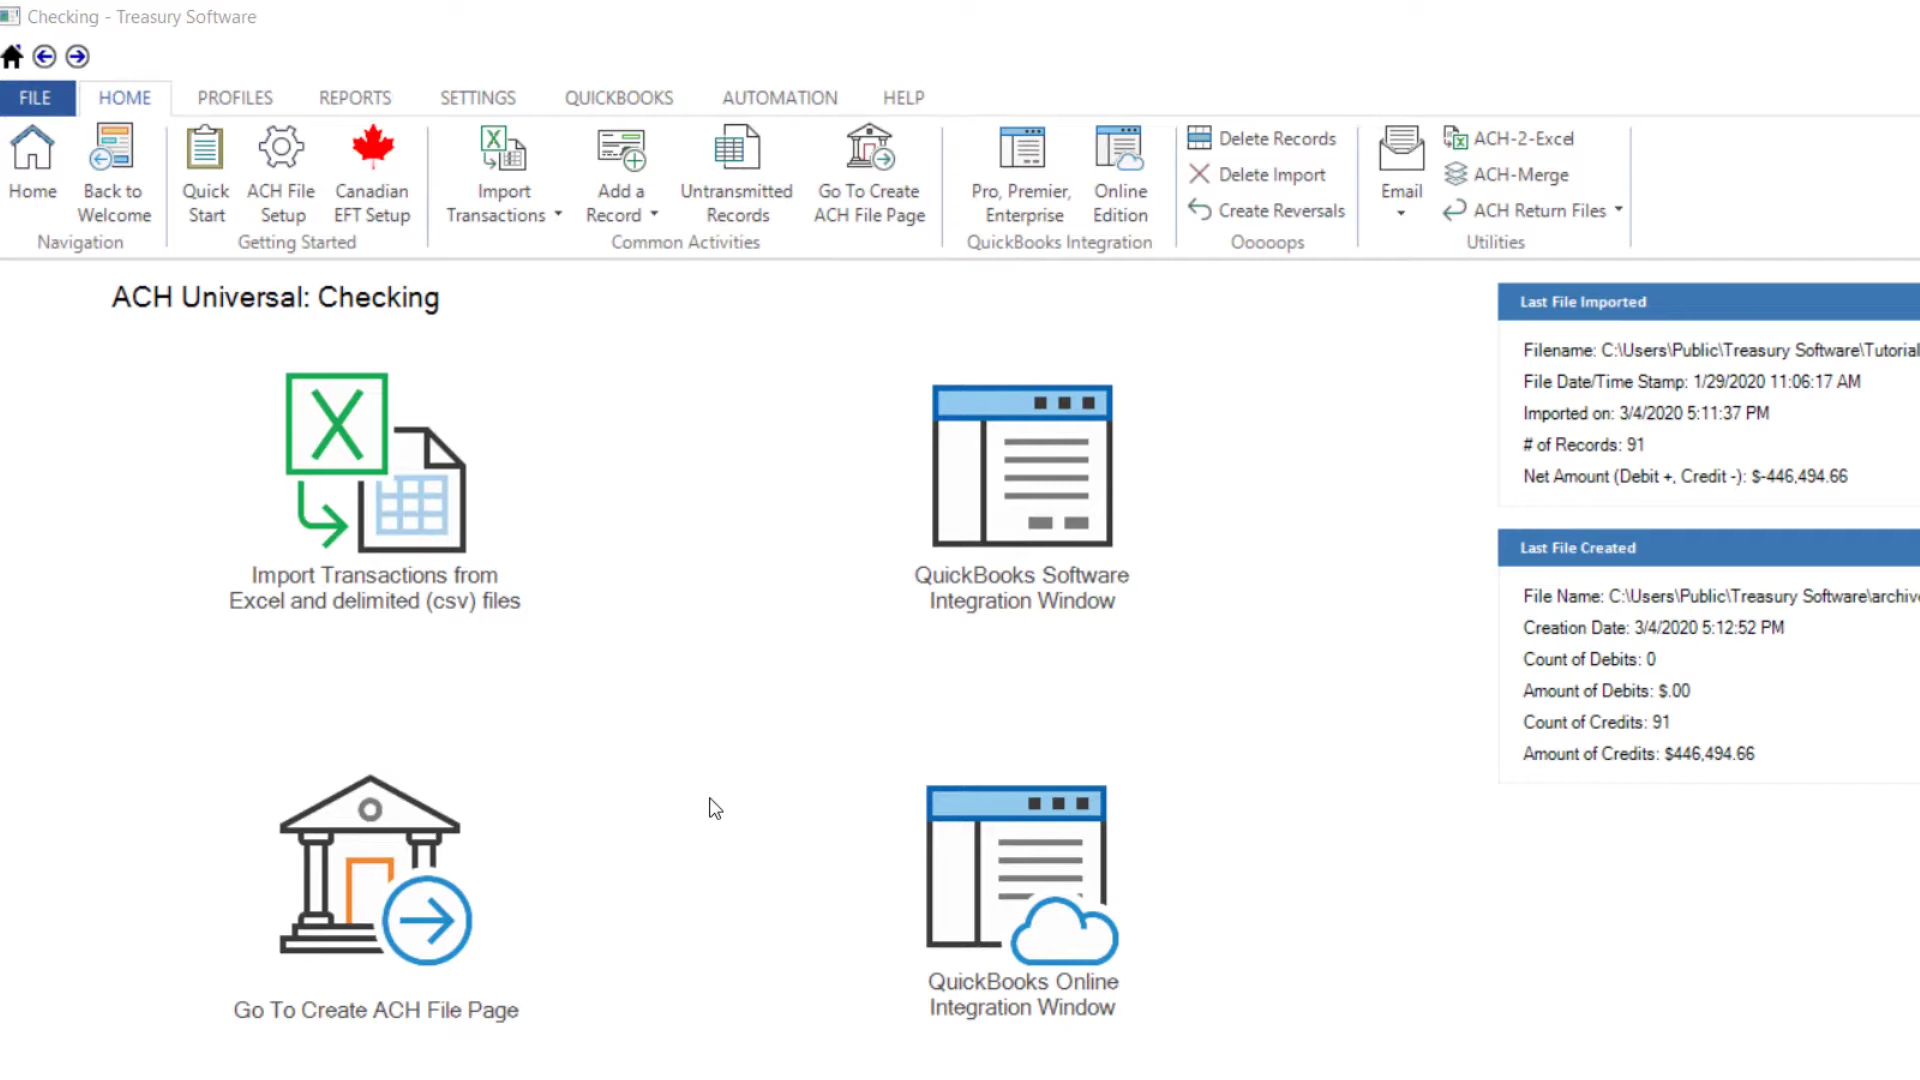 Checking - Treasury Software
FILE HOME PROFILES REPORTS SETTINGS QUICKBOOKS AUTOMATION HELP
Home
Back to
Welcome
Navigation
Quick
Start
ACH File
Setup
Canadian
EFT Setup
Getting Started
Import
Transactions
Add a
Record
Untransmitted
Records
Go To Create
ACH File Page
Common Activities
Pro, Premier,
Enterprise
Online
Edition
QuickBooks Integration
Delete Records
Delete Import
Create Reversals
Ooooops
Email
ACH-2-Excel
ACH-Merge
ACH Return Files
Utilities
ACH Universal: Checking
Import Transactions from
Excel and delimited (csv) files
QuickBooks Software
Integration Window
Go To Create ACH File Page
QuickBooks Online
Integration Window
Last File Imported
Filename: C:\Users\Public\Treasury Software\Tutorial
File Date/Time Stamp: 1/29/2020 11:06:17 AM
Imported on: 3/4/2020 5:11:37 PM
# of Records: 91
Net Amount (Debit +, Credit -): $-446,494.66
Last File Created
File Name: C:\Users\Public\Treasury Software\archive
Creation Date: 3/4/2020 5:12:52 PM
Count of Debits: 0
Amount of Debits: $.00
Count of Credits: 91
Amount of Credits: $446,494.66